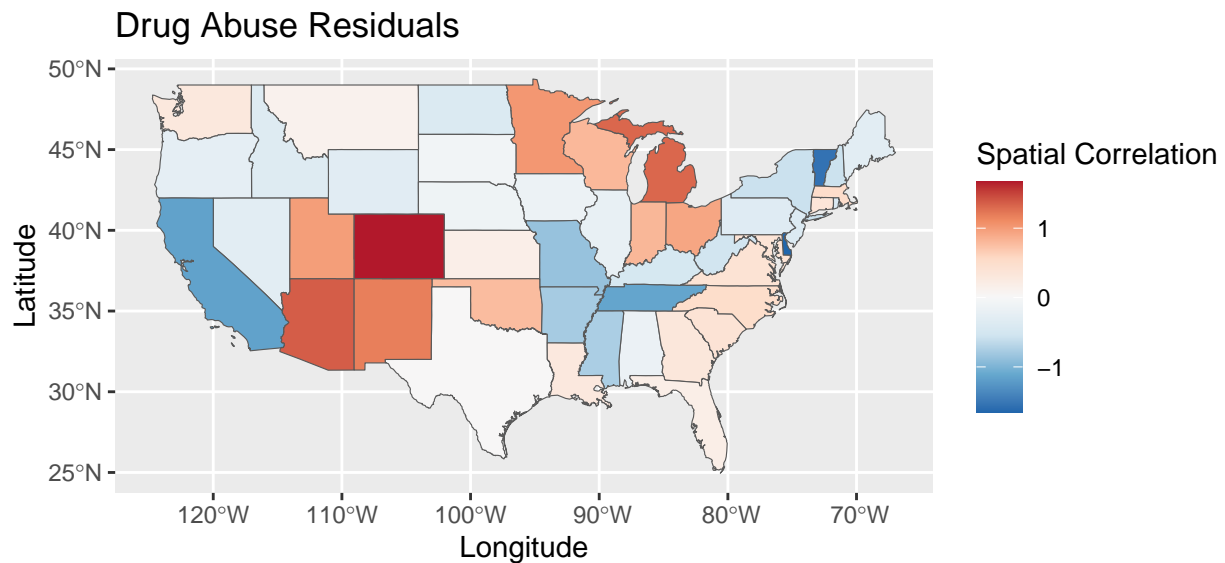 Drug Abuse Residuals
50°N
45°N
40°N
35°N
30°N
25°N
Latitude
120°W 110°W 100°W 90°W 80°W 70°W
Longitude
Spatial Correlation
1
0
−1